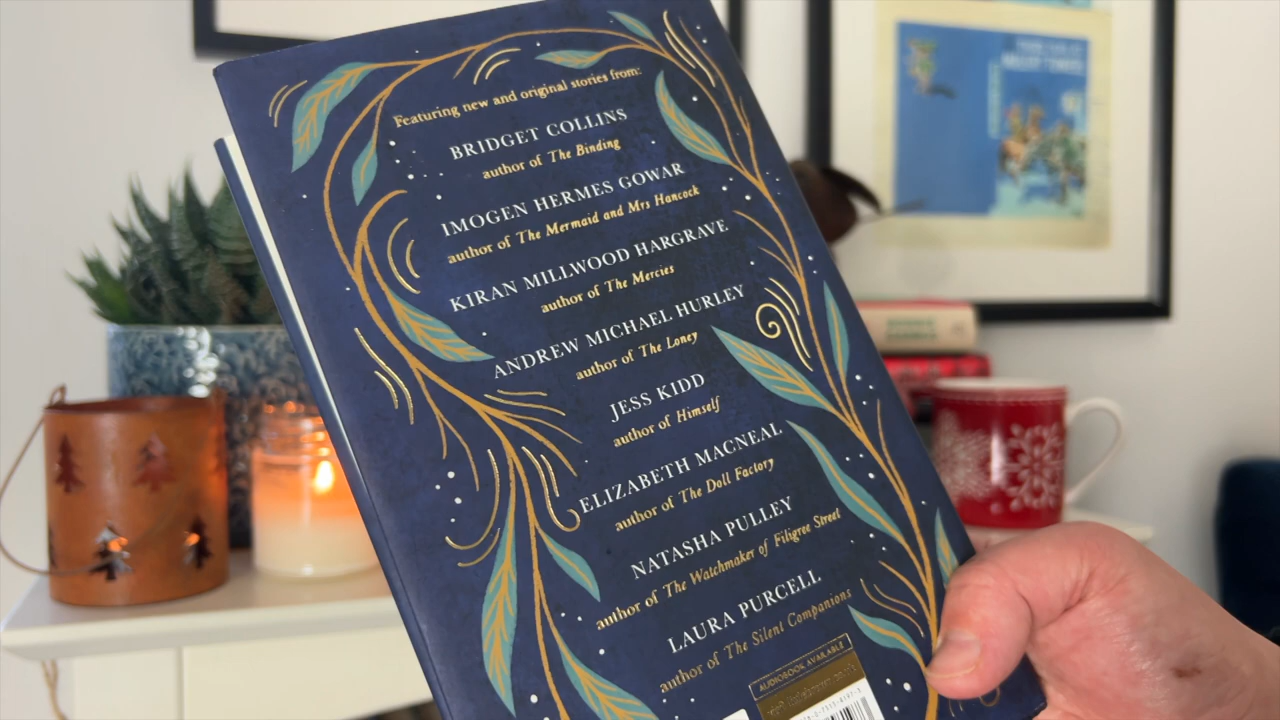 Featuring new and original stories from:
BRIDGET COLLINS
author of The Binding
IMOGEN HERMES GOWAR
author of The Mermaid and Mrs Hancock
KIRAN MILLWOOD HARGRAVE
author of The Mercies
ANDREW MICHAEL HURLEY
author of The Loney
JESS KIDD
author of Himself
ELIZABETH MACNEAL
author of The Doll Factory
NATASHA PULLEY
author of The Watchmaker of Filigree Street
LAURA PURCELL
author of The Silent Companions
AUDIOBOOK AVAILABLE